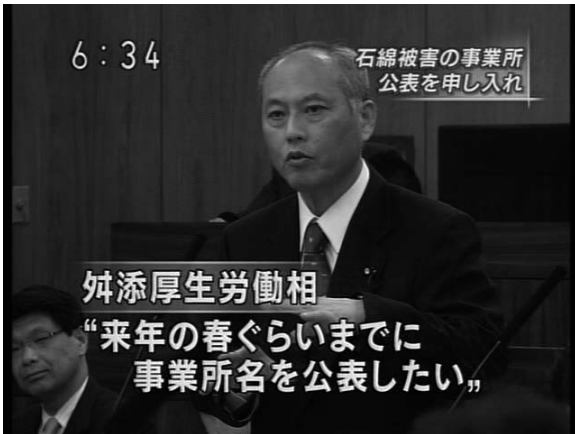 6:34
石綿被害の事業所
公表を申し入れ
舛添厚生労働相
“来年の春ぐらいまでに
事業所名を公表したい„